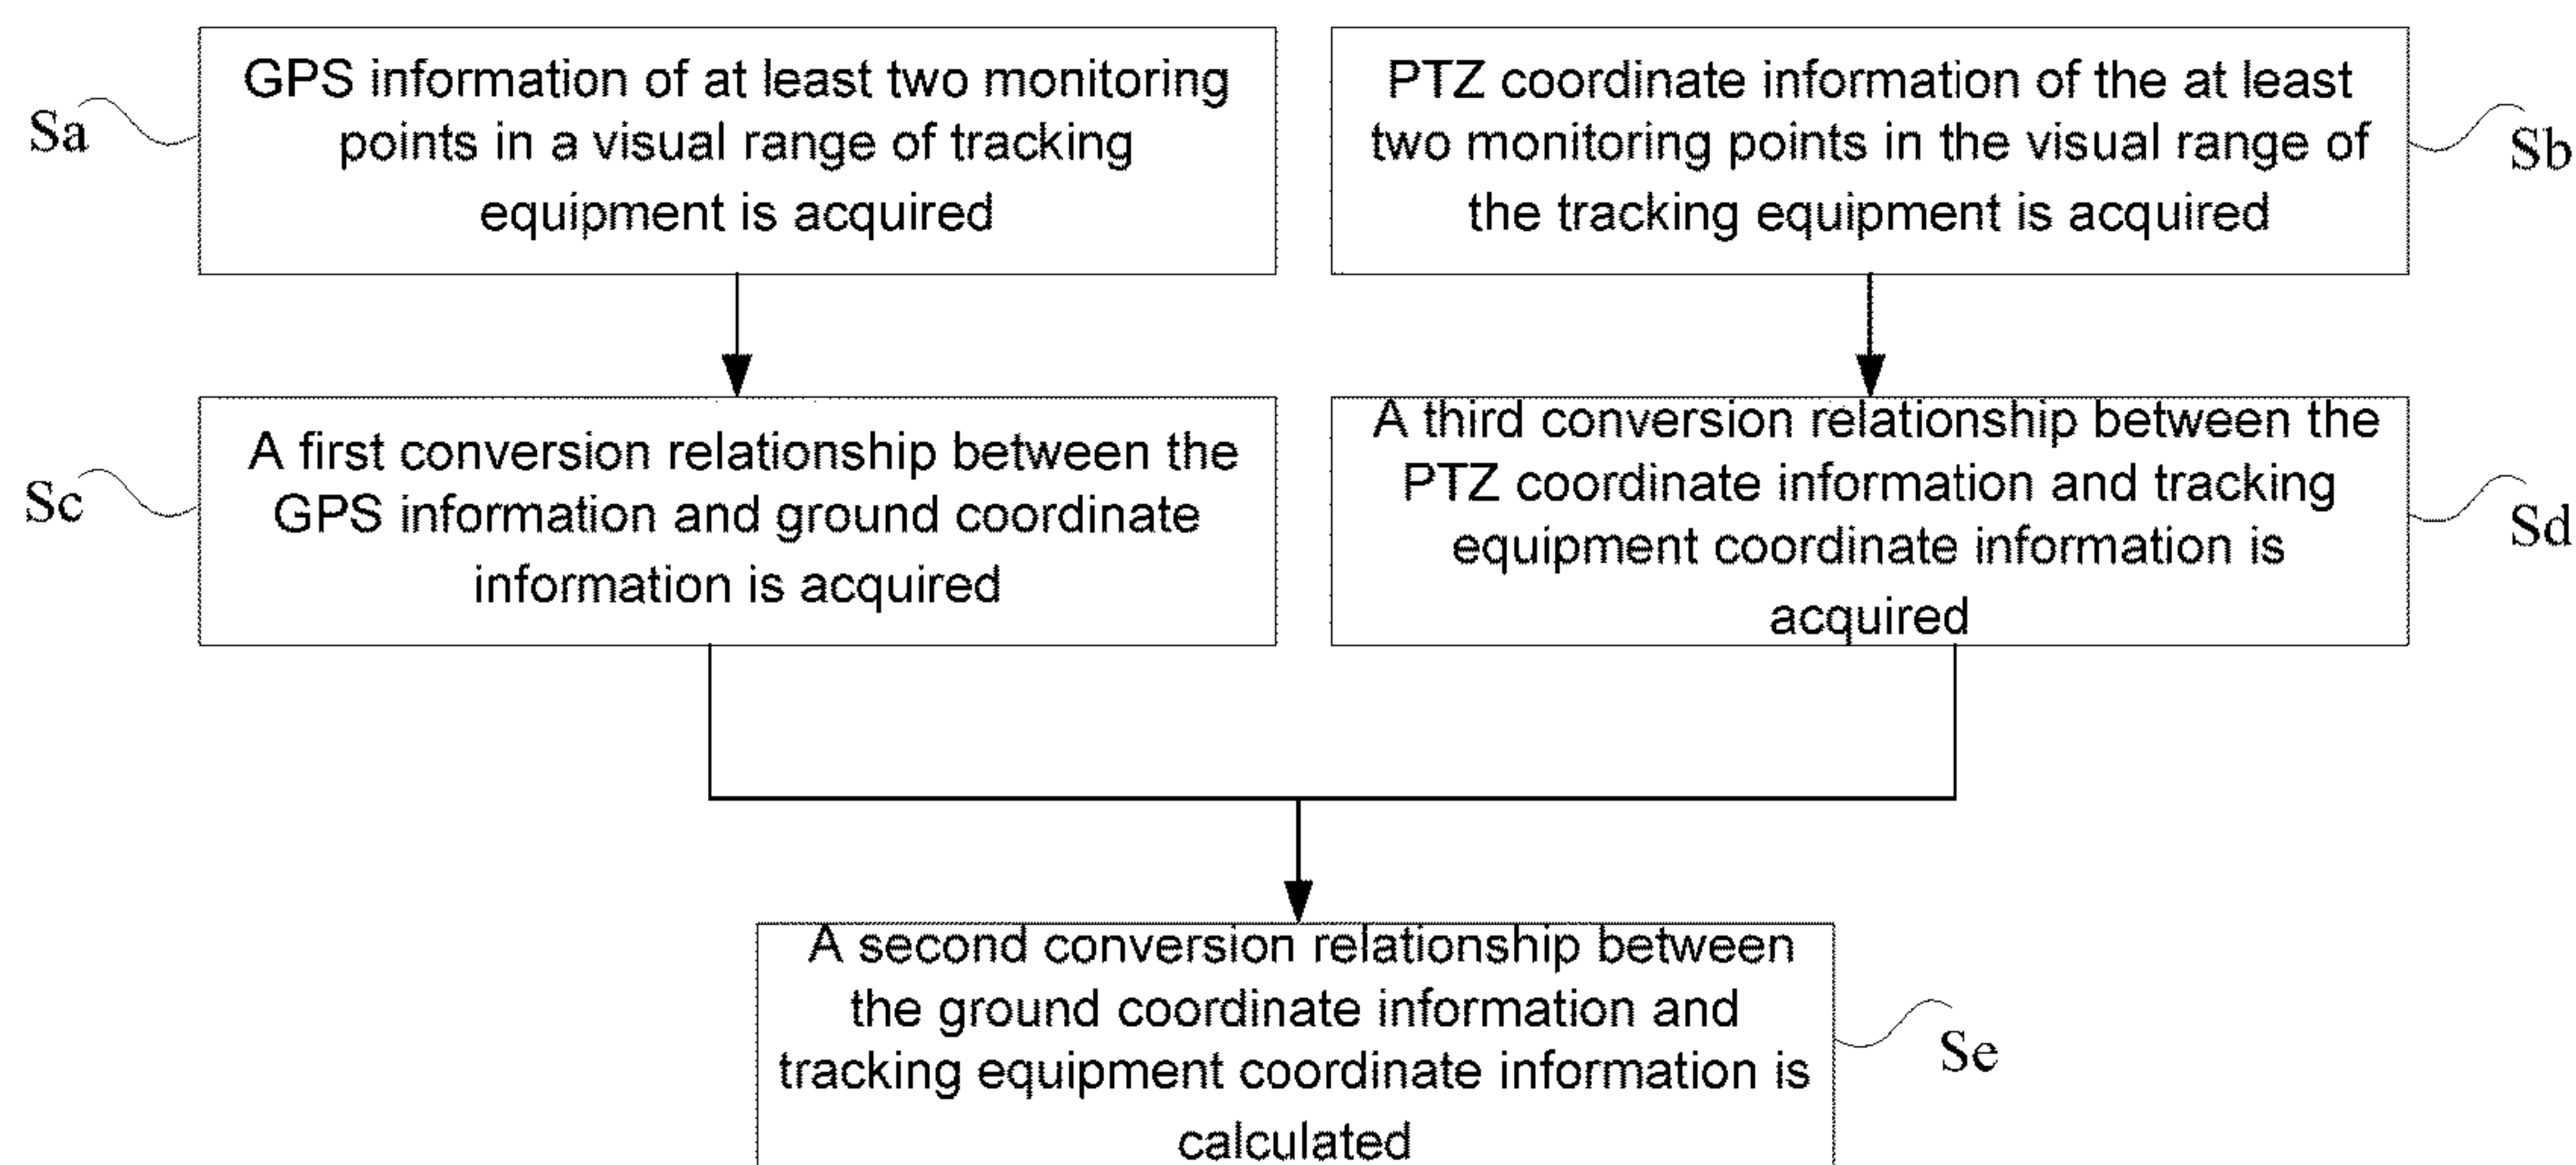 GPS information of at least two monitoring
points in a visual range of tracking
equipment is acquired
Sa
PTZ coordinate information of the at least
two monitoring points in the visual range of
the tracking equipment is acquired
Sb
A first conversion relationship between the
GPS information and ground coordinate
information is acquired
Sc
A third conversion relationship between the
PTZ coordinate information and tracking
equipment coordinate information is
acquired
Sd
A second conversion relationship between
the ground coordinate information and
tracking equipment coordinate information is
calculated
Se